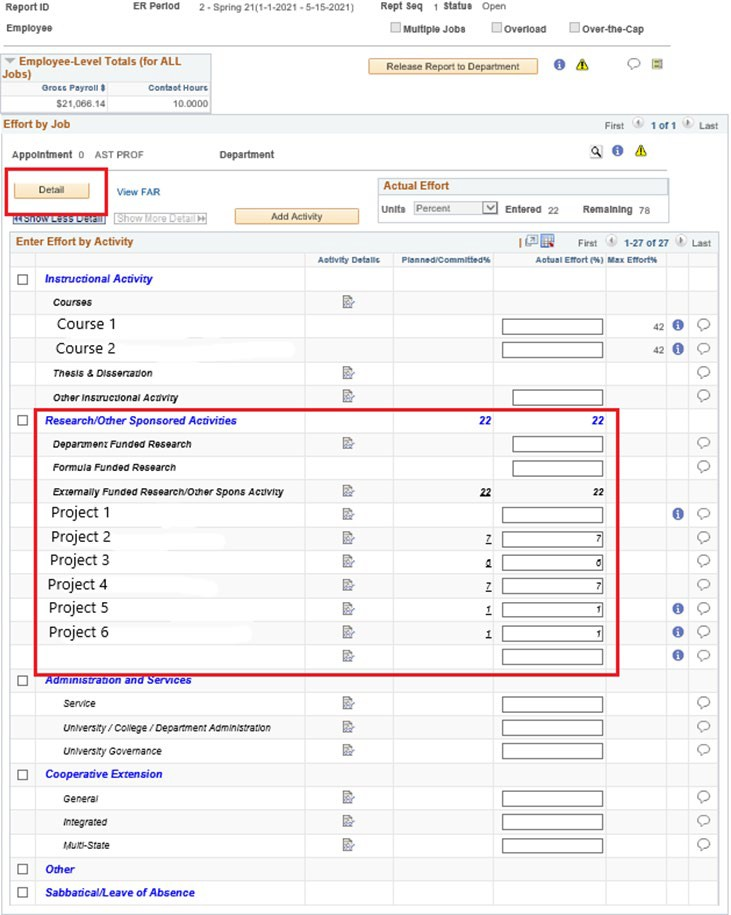 Report ID ER Period 2 - Spring 21(1-1-2021 - 5-15-2021) Rept Seq 1 Status Open
Employee Multiple Jobs Overload Over-the-Cap
Employee-Level Totals (for ALL Jobs)
Release Report to Department
Gross Payroll $ Contact Hours
$21,066.14 10.0000
Effort by Job First 1 of 1 Last
Appointment 0 AST PROF Department
Detail View FAR
Actual Effort
Units Percent Entered 22 Remaining 78
Show Less Detail Show More Detail Add Activity
Enter Effort by Activity First 1-27 of 27 Last
Activity Details Planned/Committed% Actual Effort (%) Max Effort%
Instructional Activity
Courses
Course 1 42
Course 2 42
Thesis & Dissertation
Other Instructional Activity
Research/Other Sponsored Activities 22 22
Department Funded Research
Formula Funded Research
Externally Funded Research/Other Spons Activity 22 22
Project 1
Project 2 7 7
Project 3 6 6
Project 4 7 7
Project 5 1 1
Project 6 1 1
Administration and Services
Service
University / College / Department Administration
University Governance
Cooperative Extension
General
Integrated
Multi-State
Other
Sabbatical/Leave of Absence